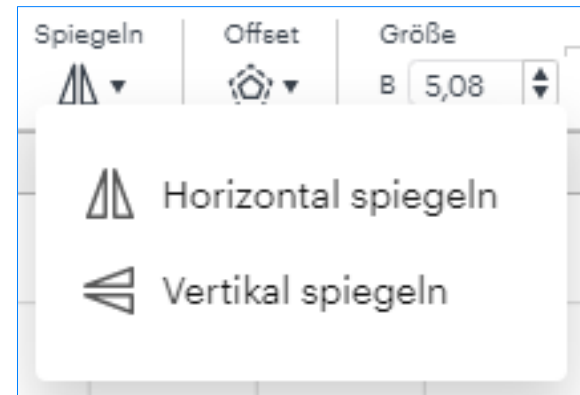 Spiegeln
Offset
Größe
B 5,08
Horizontal spiegeln
Vertikal spiegeln